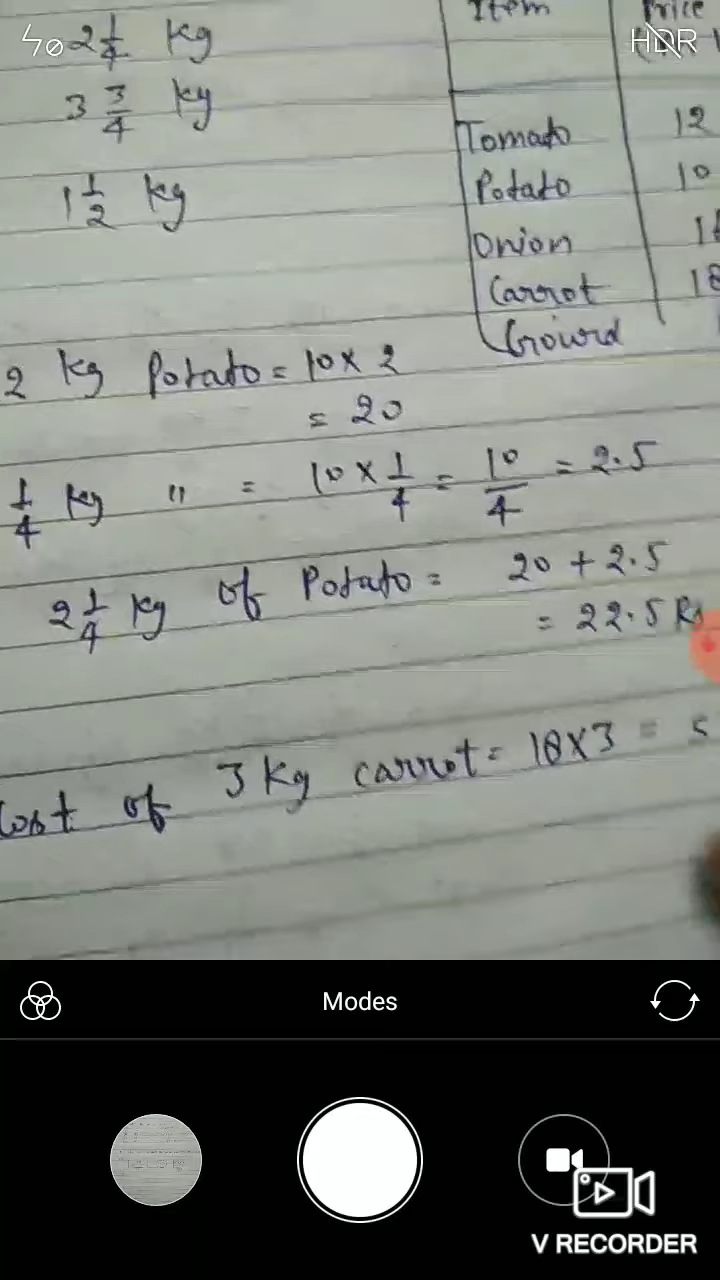 HDR
2 1/4 kg
3 3/4 kg
1 1/2 kg
Item Price
Tomato 12
Potato 10
Onion
Carrot 18
Gourd
2 kg Potato = 10 x 2
= 20
1/4 kg " = 10 x 1/4 = 10/4 = 2.5
2 1/4 kg of Potato = 20 + 2.5
= 22.5 Rs
Cost of 3 kg carrot = 18 x 3 = 5
Modes
V RECORDER